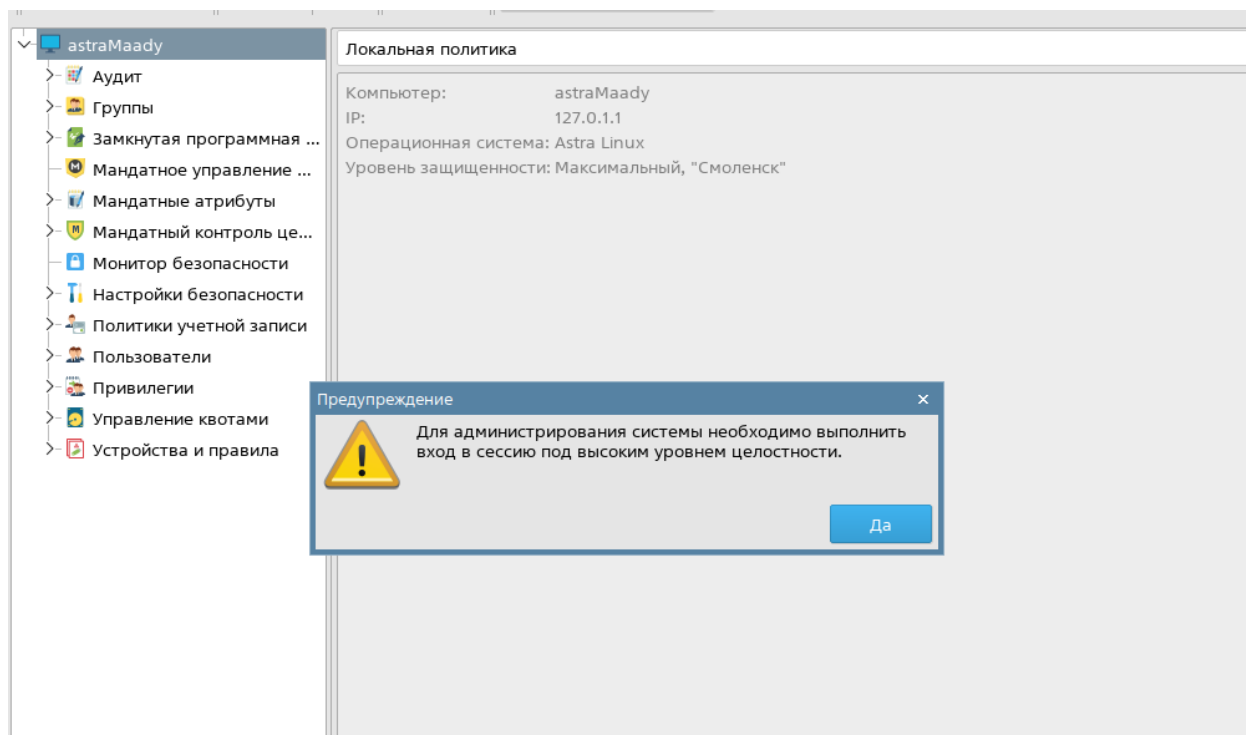 astraMaady
Аудит
Группы
Замкнутая программная ...
Мандатное управление ...
Мандатные атрибуты
Мандатный контроль це...
Монитор безопасности
Настройки безопасности
Политики учетной записи
Пользователи
Привилегии
Управление квотами
Устройства и правила
Локальная политика
Компьютер: astraMaady
IP: 127.0.1.1
Операционная система: Astra Linux
Уровень защищенности: Максимальный, "Смоленск"
Предупреждение
Для администрирования системы необходимо выполнить
вход в сессию под высоким уровнем целостности.
Да